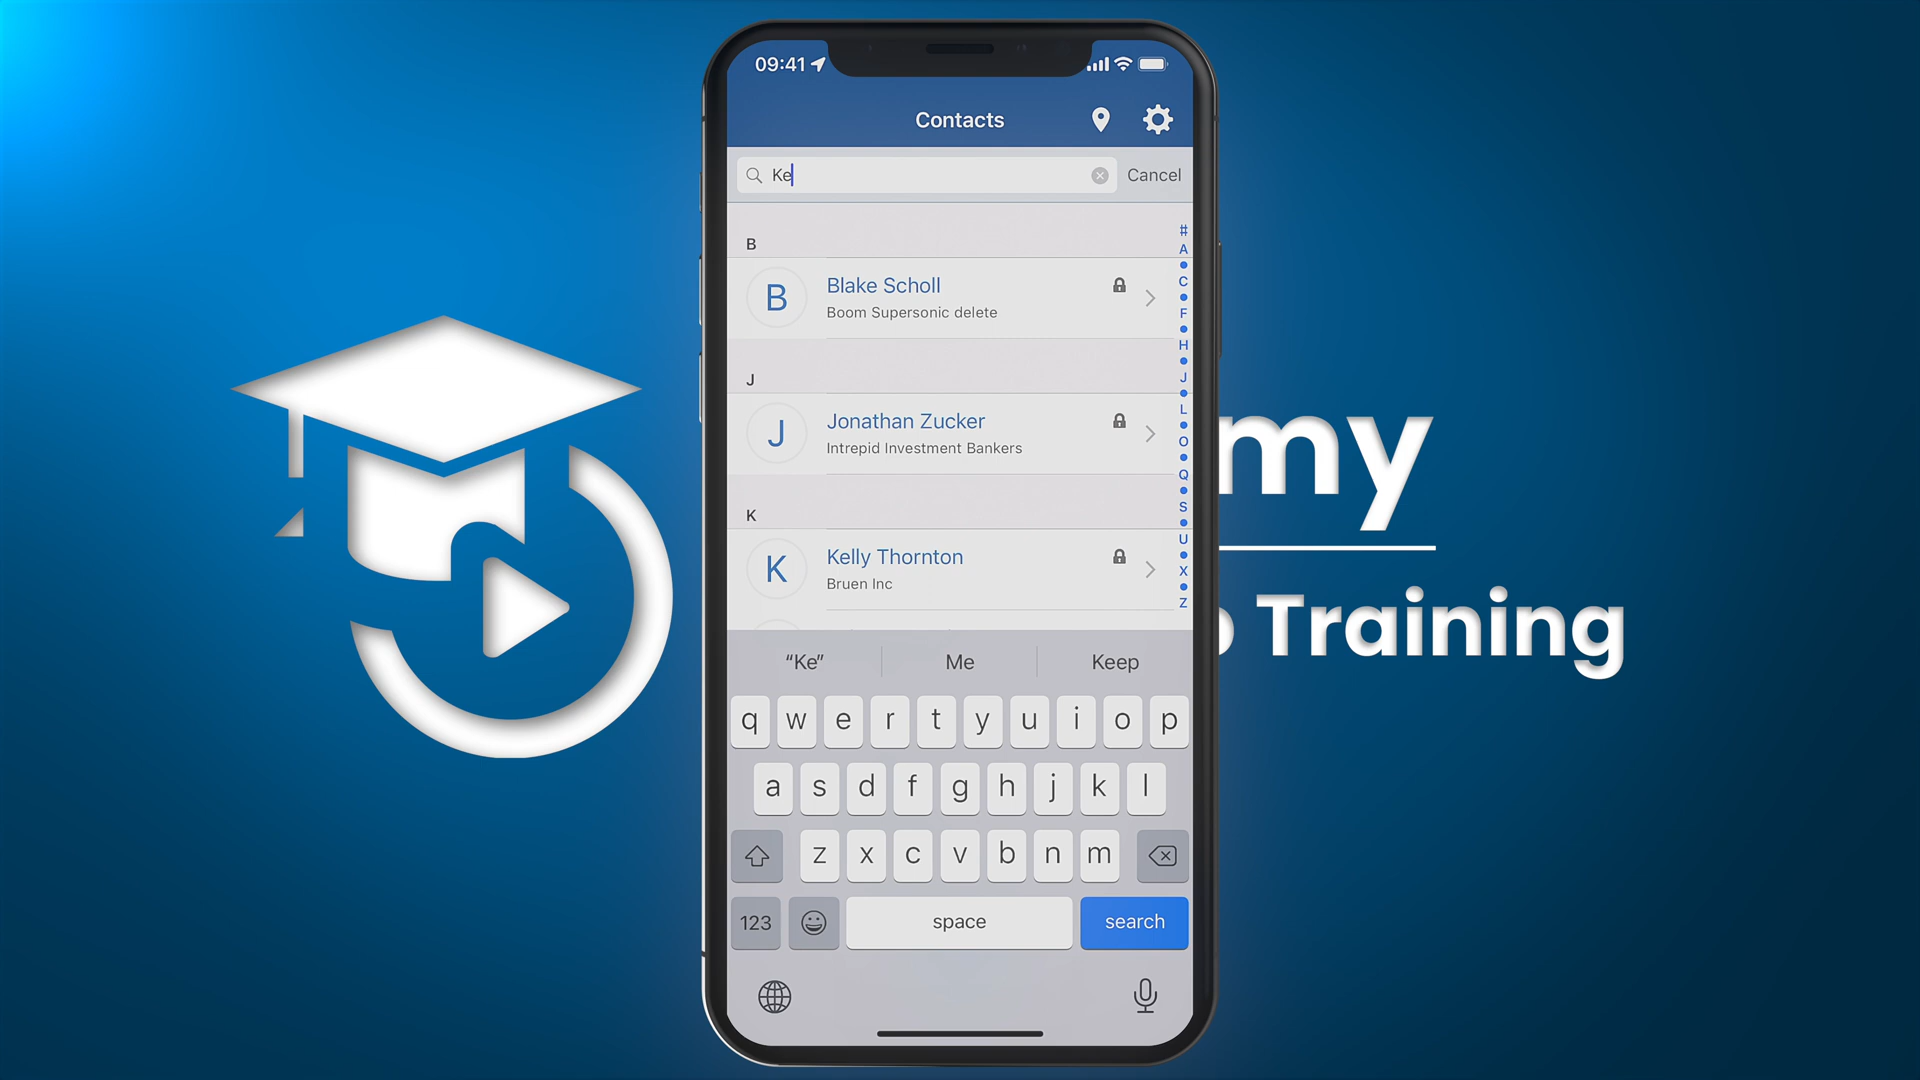 09:41
Contacts
Ke
Cancel
B
B
Blake Scholl
Boom Supersonic delete
J
J
Jonathan Zucker
Intrepid Investment Bankers
K
K
Kelly Thornton
Bruen Inc
#
A
C
F
H
J
L
O
Q
S
U
X
Z
my
Training
“Ke” Me Keep
q w e r t y u i o p
a s d f g h j k l
z x c v b n m
123 space search